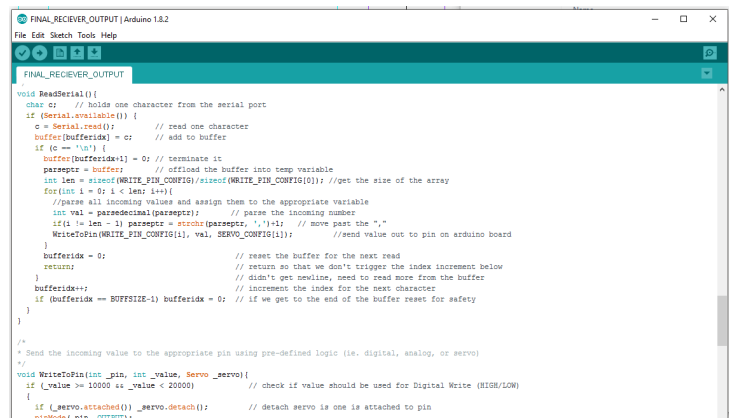 FINAL_RECIEVER_OUTPUT | Arduino 1.8.2
File Edit Sketch Tools Help
FINAL_RECIEVER_OUTPUT
void ReadSerial(){
char c; // holds one character from the serial port
if (Serial.available()) {
c = Serial.read(); // read one character
buffer[bufferidx] = c; // add to buffer
if (c == '\n') {
buffer[bufferidx+1] = 0; // terminate it
parseptr = buffer; // offload the buffer into temp variable
int len = sizeof(WRITE_PIN_CONFIG)/sizeof(WRITE_PIN_CONFIG[0]); //get the size of the array
for(int i = 0; i < len; i++){
//parse all incoming values and assign them to the appropriate variable
int val = parsedecimal(parseptr); // parse the incoming number
if(i != len - 1) parseptr = strchr(parseptr, ',')+1; // move past the ","
WriteToPin(WRITE_PIN_CONFIG[i], val, SERVO_CONFIG[i]); //send value out to pin on arduino board
}
bufferidx = 0; // reset the buffer for the next read
return; // return so that we don't trigger the index increment below
} // didn't get newline, need to read more from the buffer
bufferidx++; // increment the index for the next character
if (bufferidx == BUFFSIZE-1) bufferidx = 0; // if we get to the end of the buffer reset for safety
}
}
/*
* Send the incoming value to the appropriate pin using pre-defined logic (ie. digital, analog, or servo)
*/
void WriteToPin(int _pin, int _value, Servo _servo){
if (_value >= 10000 && _value < 20000) // check if value should be used for Digital Write (HIGH/LOW)
{
if (_servo.attached()) _servo.detach(); // detach servo is one is attached to pin
pinMode(_pin, OUTPUT);